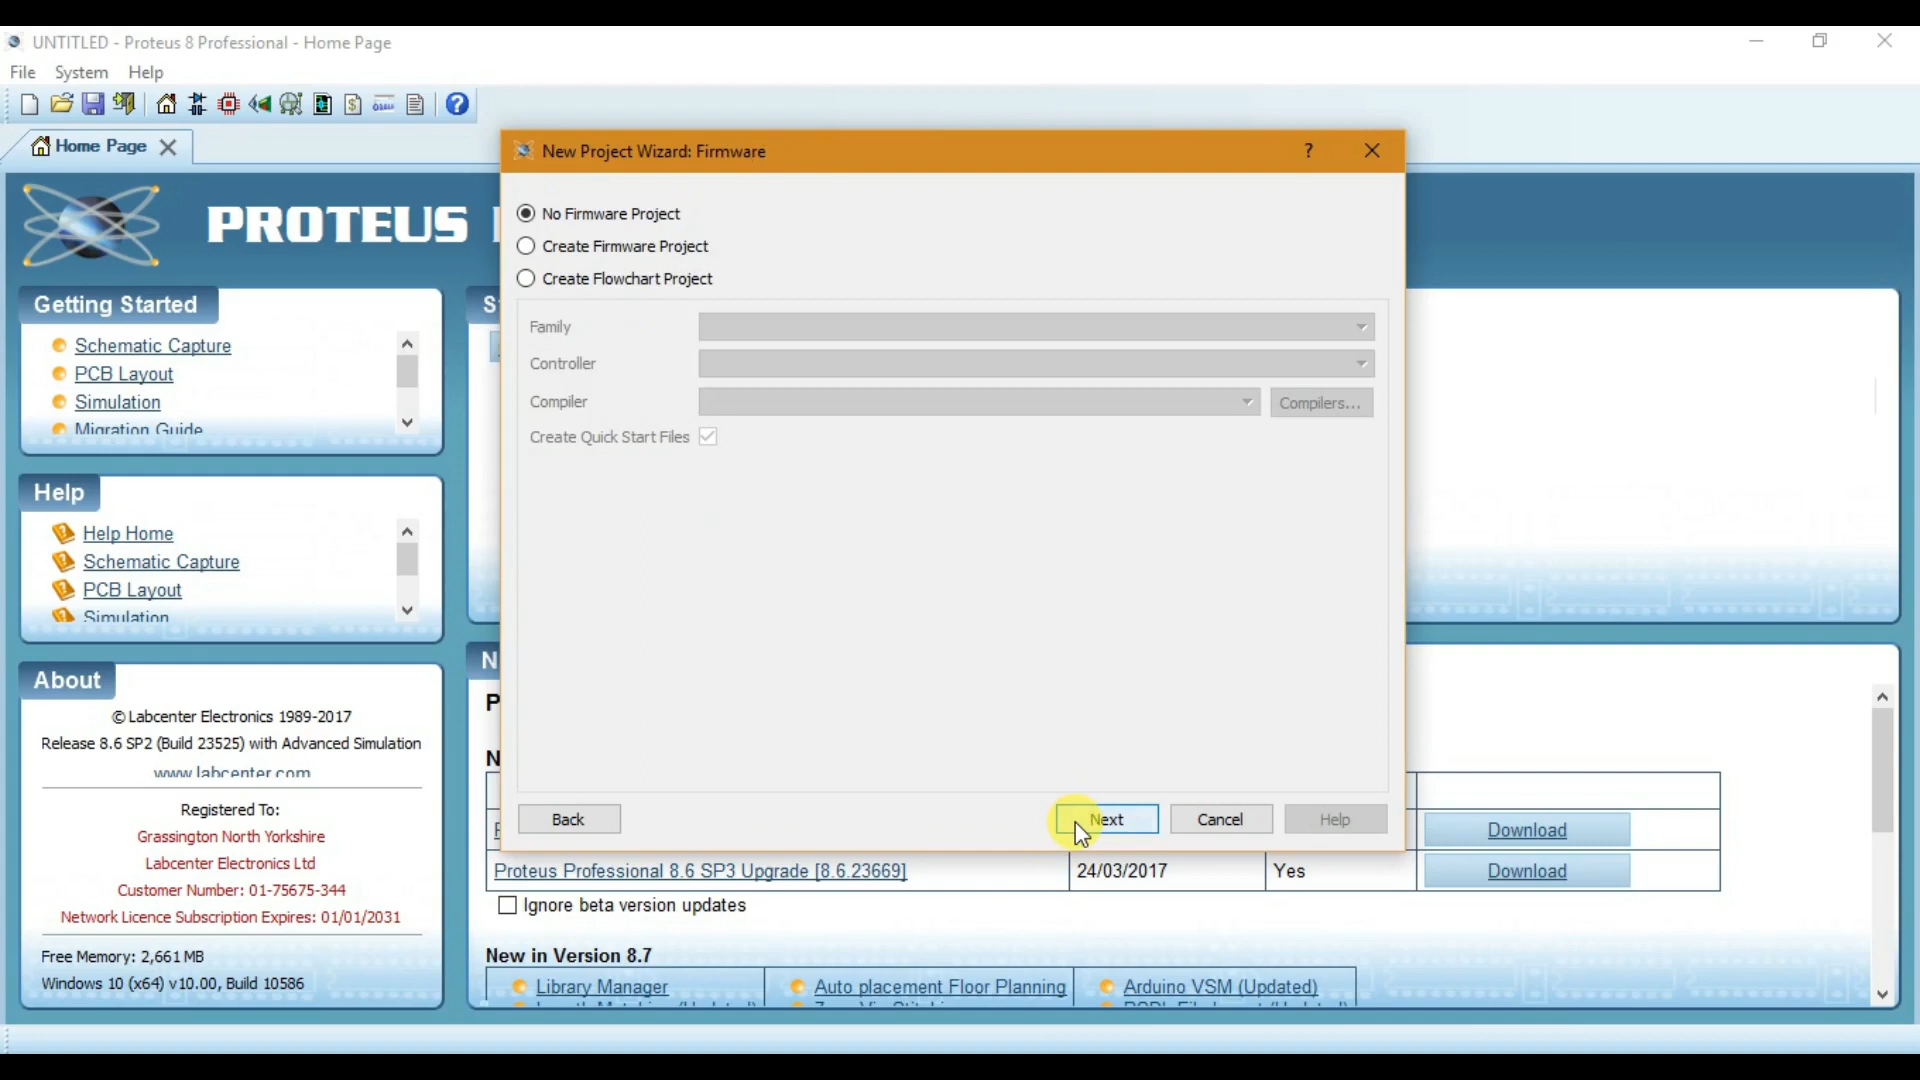 UNTITLED - Proteus 8 Professional - Home Page
File System Help
Home Page
New Project Wizard: Firmware
PROTEUS
No Firmware Project
Create Firmware Project
Create Flowchart Project
Family
Controller
Compiler
Compilers...
Create Quick Start Files
Back
Next
Cancel
Help
Getting Started
Schematic Capture
PCB Layout
Simulation
Migration Guide
Help
Help Home
Schematic Capture
PCB Layout
Simulation
About
© Labcenter Electronics 1989-2017
Release 8.6 SP2 (Build 23525) with Advanced Simulation
www.labcenter.com
Registered To:
Grassington North Yorkshire
Labcenter Electronics Ltd
Customer Number: 01-75675-344
Network Licence Subscription Expires: 01/01/2031
Free Memory: 2,661 MB
Windows 10 (x64) v10.00, Build 10586
Download
Proteus Professional 8.6 SP3 Upgrade [8.6.23669] 24/03/2017 Yes Download
Ignore beta version updates
New in Version 8.7
Library Manager Auto placement Floor Planning Arduino VSM (Updated)